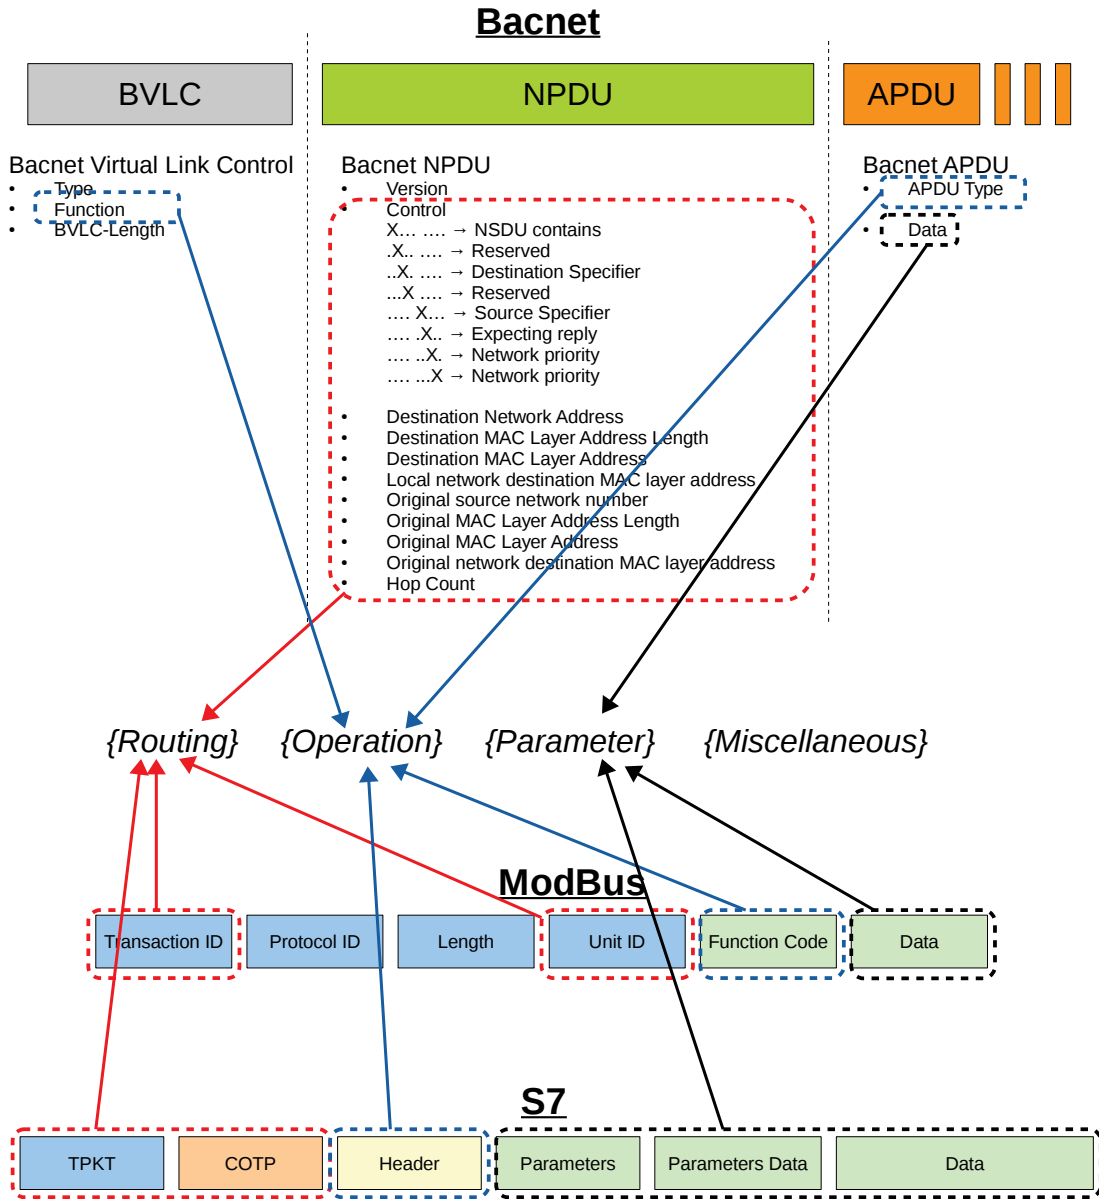 Bacnet
BVLC
NPDU
APDU
Bacnet Virtual Link Control
• Type
• Function
• BVLC-Length
Bacnet NPDU
• Version
• Control
X... .... → NSDU contains
.X.. .... → Reserved
..X. .... → Destination Specifier
...X .... → Reserved
.... X... → Source Specifier
.... .X.. → Expecting reply
.... ..X. → Network priority
.... ...X → Network priority
• Destination Network Address
• Destination MAC Layer Address Length
• Destination MAC Layer Address
• Local network destination MAC layer address
• Original source network number
• Original MAC Layer Address Length
• Original MAC Layer Address
• Original network destination MAC layer address
• Hop Count
Bacnet APDU
• APDU Type
• Data
{Routing} {Operation} {Parameter} {Miscellaneous}
ModBus
Transaction ID Protocol ID Length Unit ID Function Code Data
S7
TPKT COTP Header Parameters Parameters Data Data